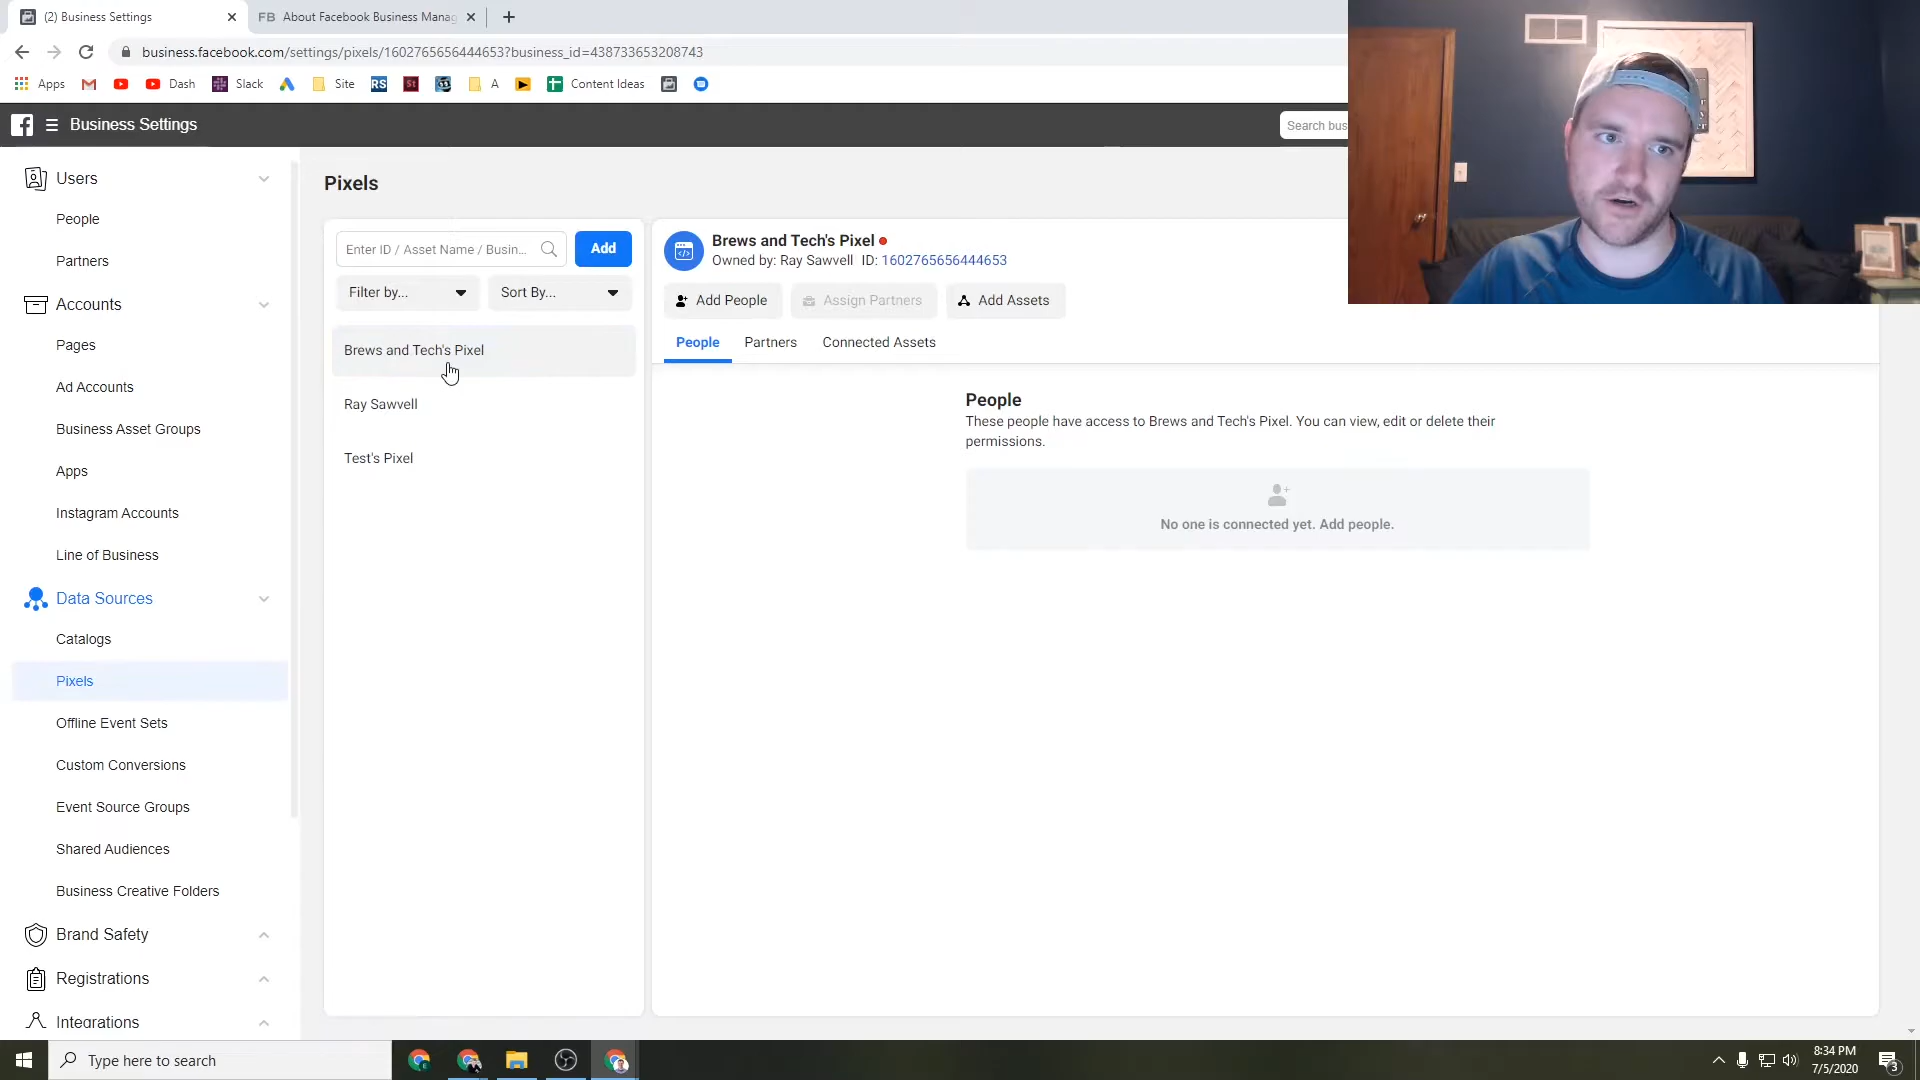 (2) Business Settings
FB About Facebook Business Manag
business.facebook.com/settings/pixels/1602765656444653?business_id=438733653208743
Apps Dash Slack Site RS St A Content Ideas
Business Settings
Search bus
Users
People
Partners
Accounts
Pages
Ad Accounts
Business Asset Groups
Apps
Instagram Accounts
Line of Business
Data Sources
Catalogs
Pixels
Offline Event Sets
Custom Conversions
Event Source Groups
Shared Audiences
Business Creative Folders
Brand Safety
Registrations
Integrations
Pixels
Enter ID / Asset Name / Busin...
Add
Filter by...
Sort By...
Brews and Tech's Pixel
Ray Sawvell
Test's Pixel
Brews and Tech's Pixel
Owned by: Ray Sawvell ID: 1602765656444653
Add People
Assign Partners
Add Assets
People
Partners
Connected Assets
People
These people have access to Brews and Tech's Pixel. You can view, edit or delete their
permissions.
No one is connected yet. Add people.
Type here to search
8:34 PM
7/5/2020
3